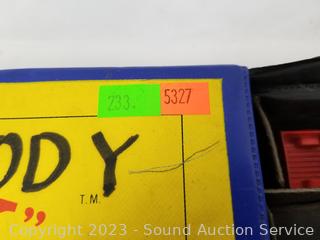 233. 5327
ODY
T.M.
"
Copyright 2023 - Sound Auction Service